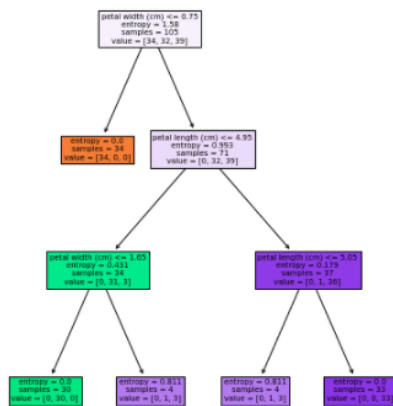 petal width (cm) <= 0.75
entropy = 1.58
samples = 105
value = [34, 32, 39]
entropy = 0.0
samples = 34
value = [34, 0, 0]
petal length (cm) <= 4.95
entropy = 0.993
samples = 71
value = [0, 32, 39]
petal width (cm) <= 1.65
entropy = 0.431
samples = 34
value = [0, 31, 3]
petal length (cm) <= 5.05
entropy = 0.179
samples = 37
value = [0, 1, 36]
entropy = 0.0
samples = 30
value = [0, 30, 0]
entropy = 0.811
samples = 4
value = [0, 1, 3]
entropy = 0.811
samples = 4
value = [0, 1, 3]
entropy = 0.0
samples = 33
value = [0, 0, 33]